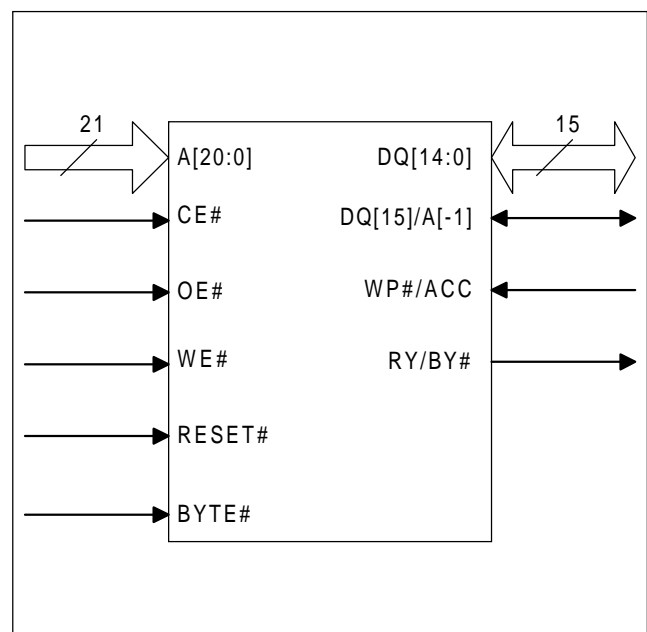 21
15
A[20:0]
DQ[14:0]
CE#
DQ[15]/A[-1]
OE#
WP#/ACC
WE#
RY/BY#
RESET#
BYTE#